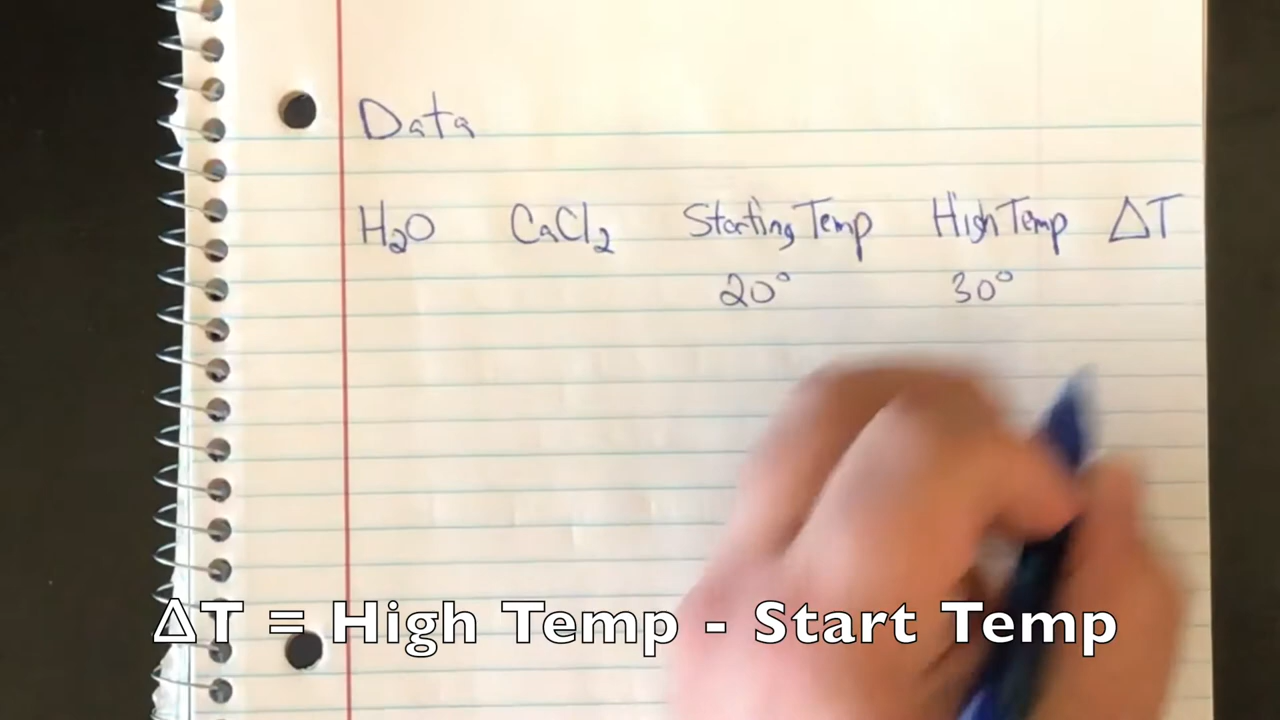 Data
H₂O CaCl₂ Starting Temp High Temp ΔT
20° 30°
ΔT = High Temp - Start Temp